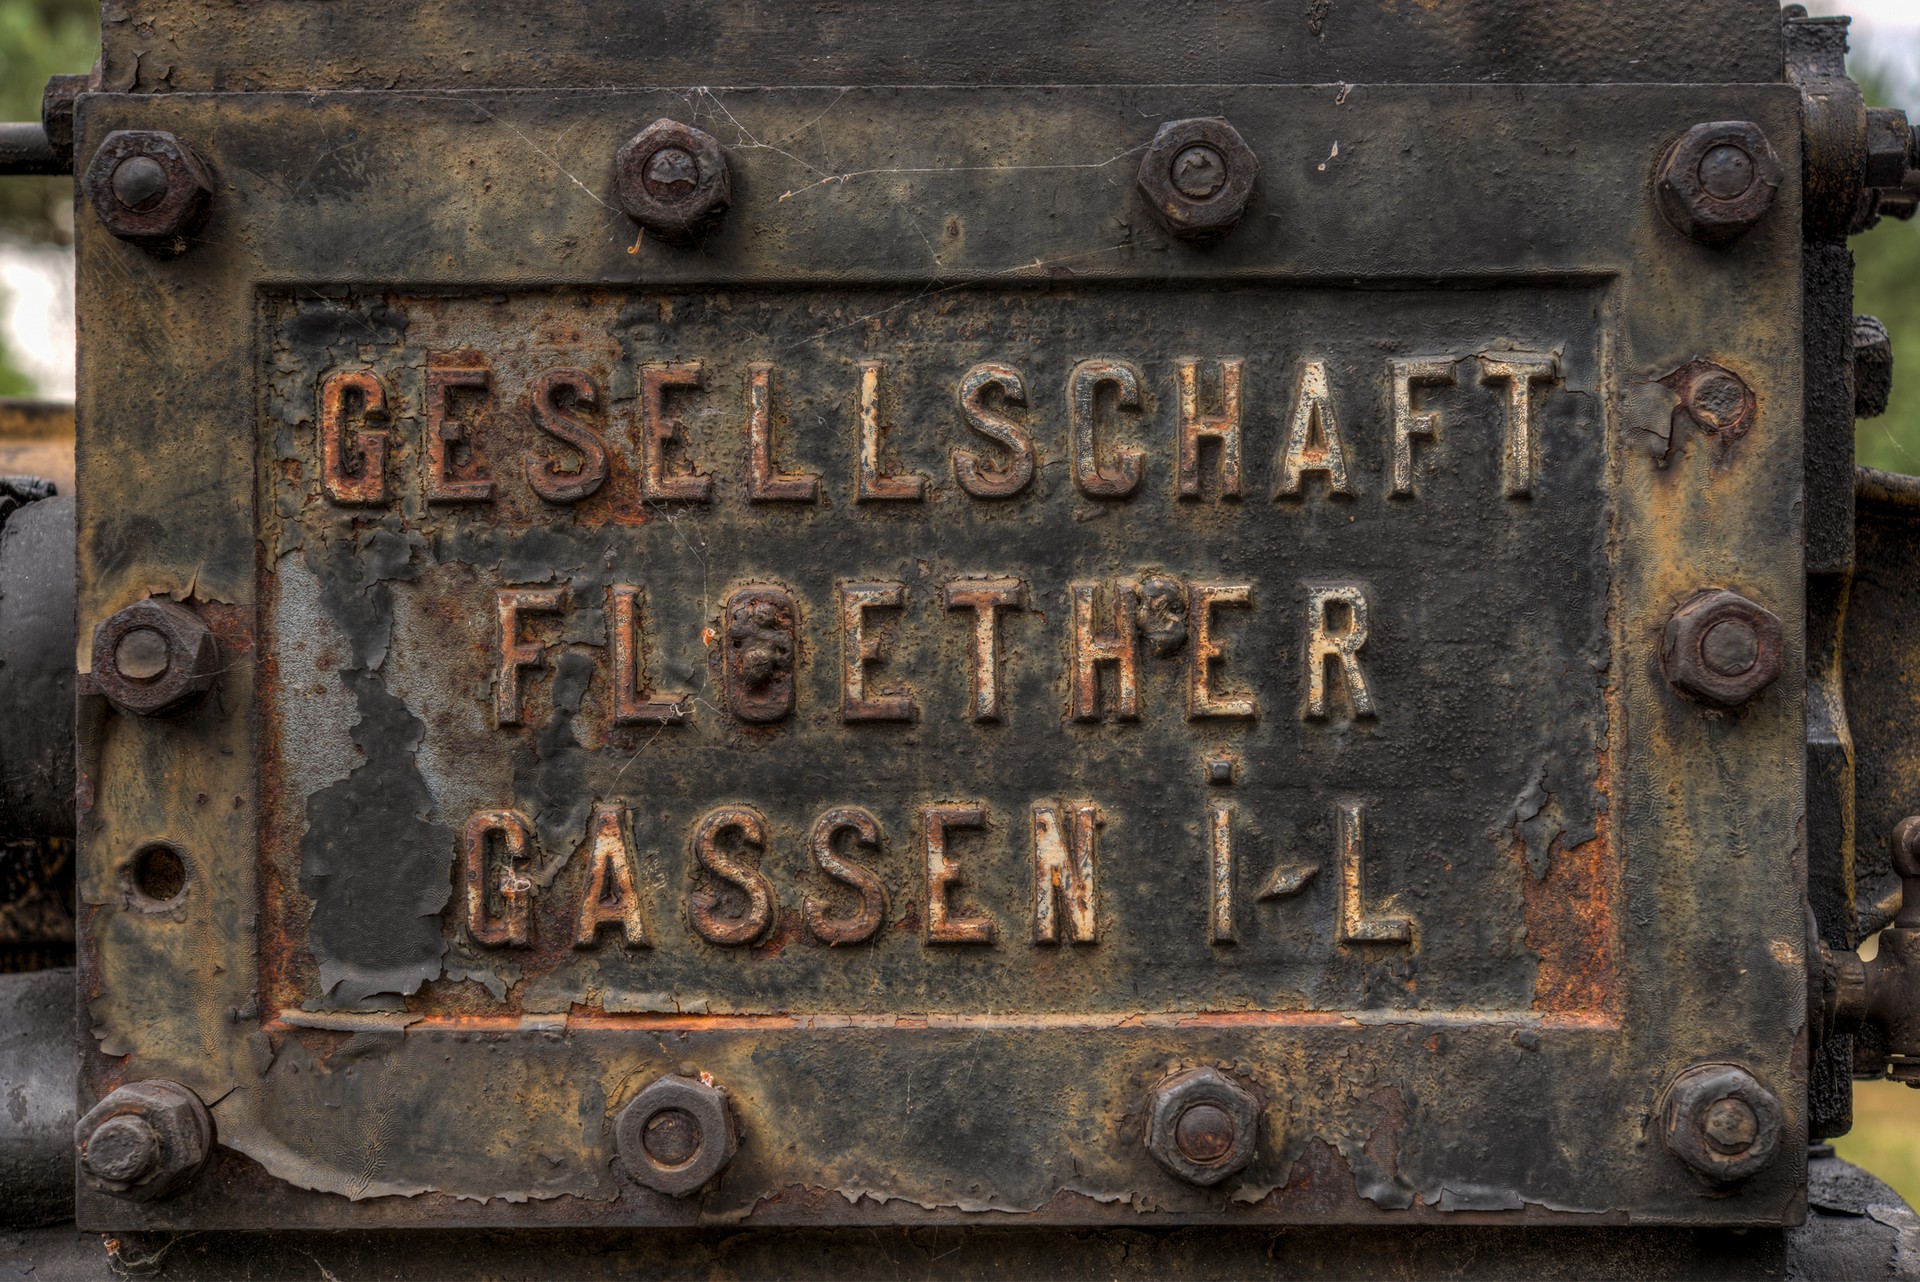 GESELLSCHAFT
FLOETHER
GASSEN i-L